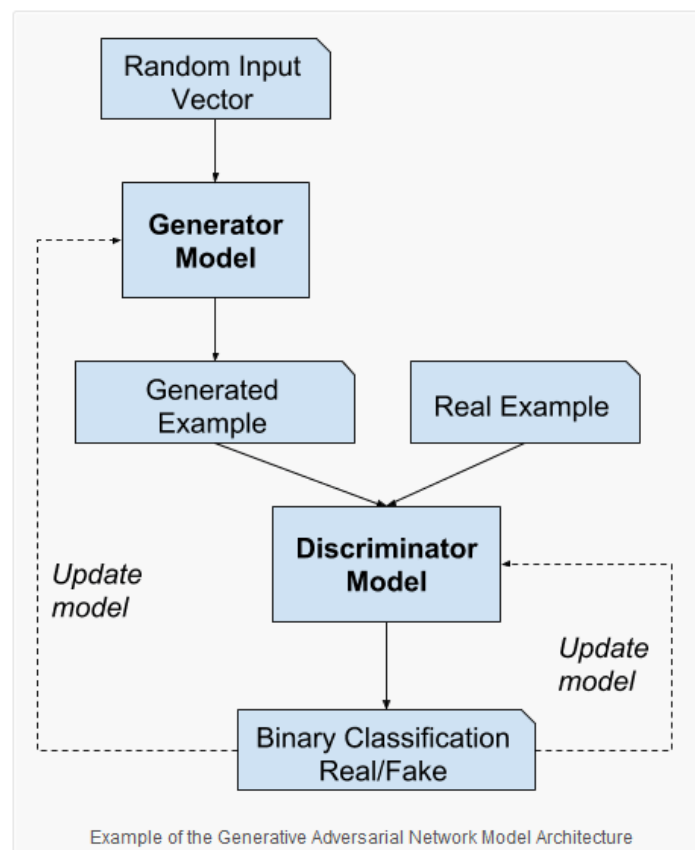 Random Input
Vector
Generator
Model
Generated
Example
Real Example
Discriminator
Model
Update
model
Update
model
Binary Classification
Real/Fake
Example of the Generative Adversarial Network Model Architecture